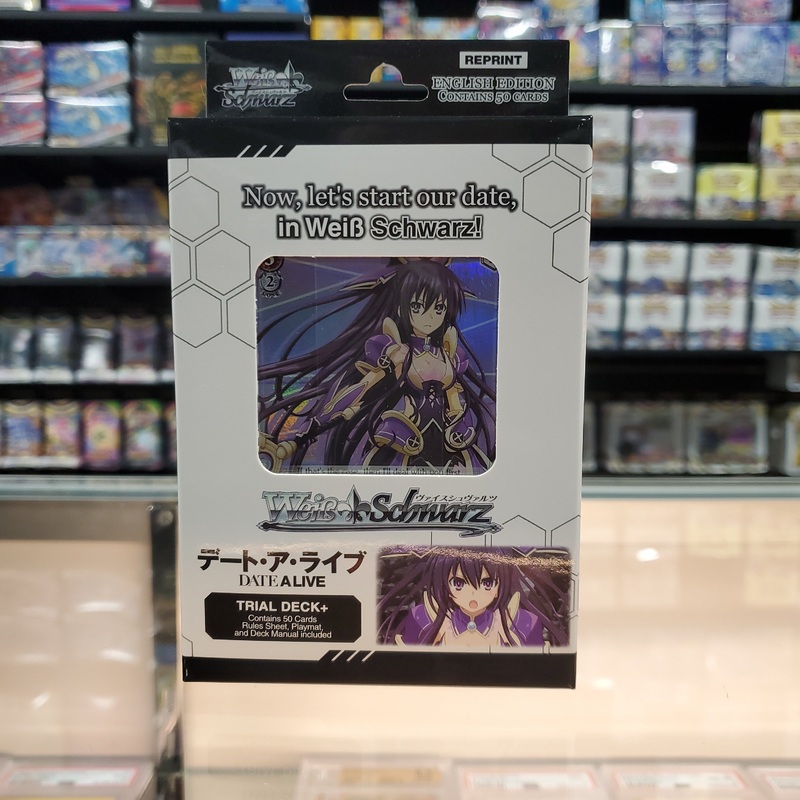 REPRINT
Weiß Schwarz
ENGLISH EDITION
CONTAINS 50 CARDS
Now, let's start our date,
in Weiß Schwarz!
2
ヴァイスシュヴァルツ
Weiß Schwarz
デート・ア・ライブ
DATE A LIVE
TRIAL DECK+
Contains 50 Cards
Rules Sheet, Playmat,
and Deck Manual included